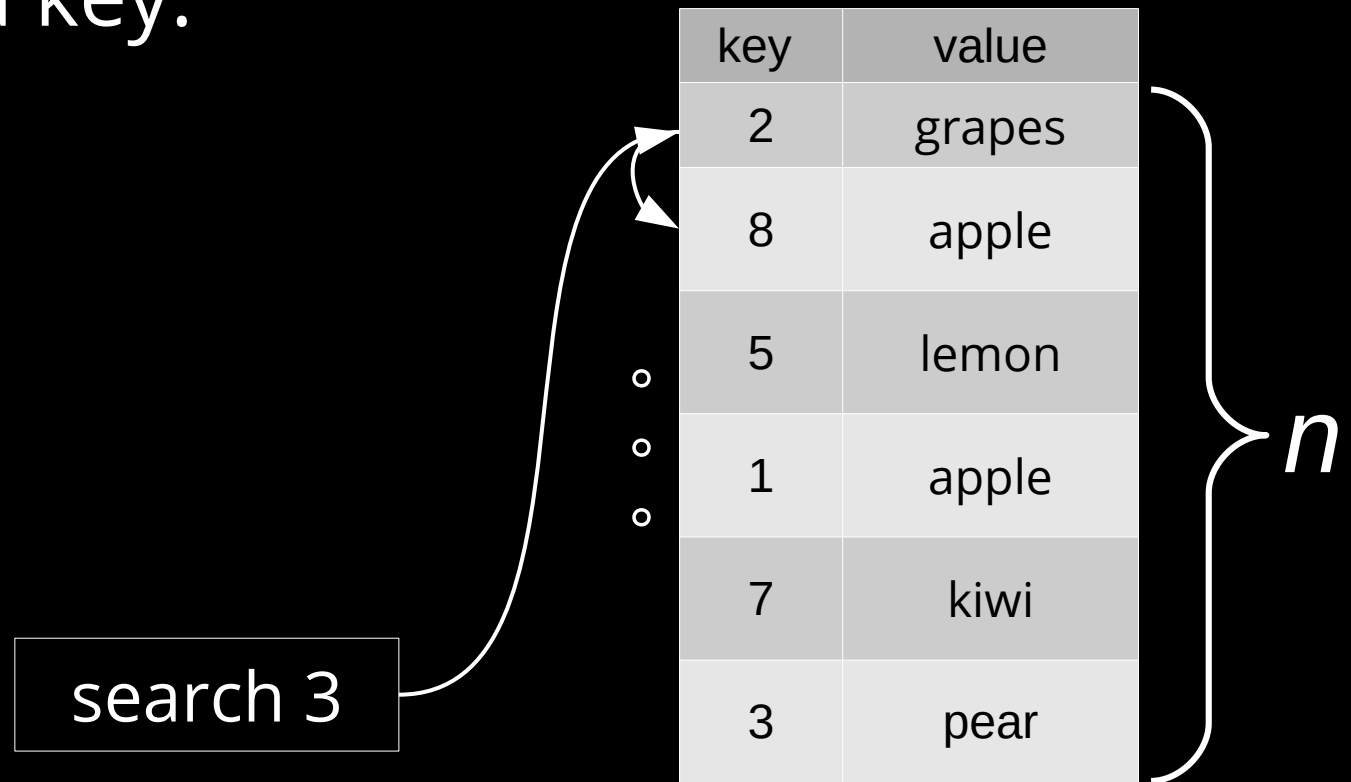 key.
key value
2 grapes
8 apple
5 lemon
1 apple
7 kiwi
3 pear
n
search 3